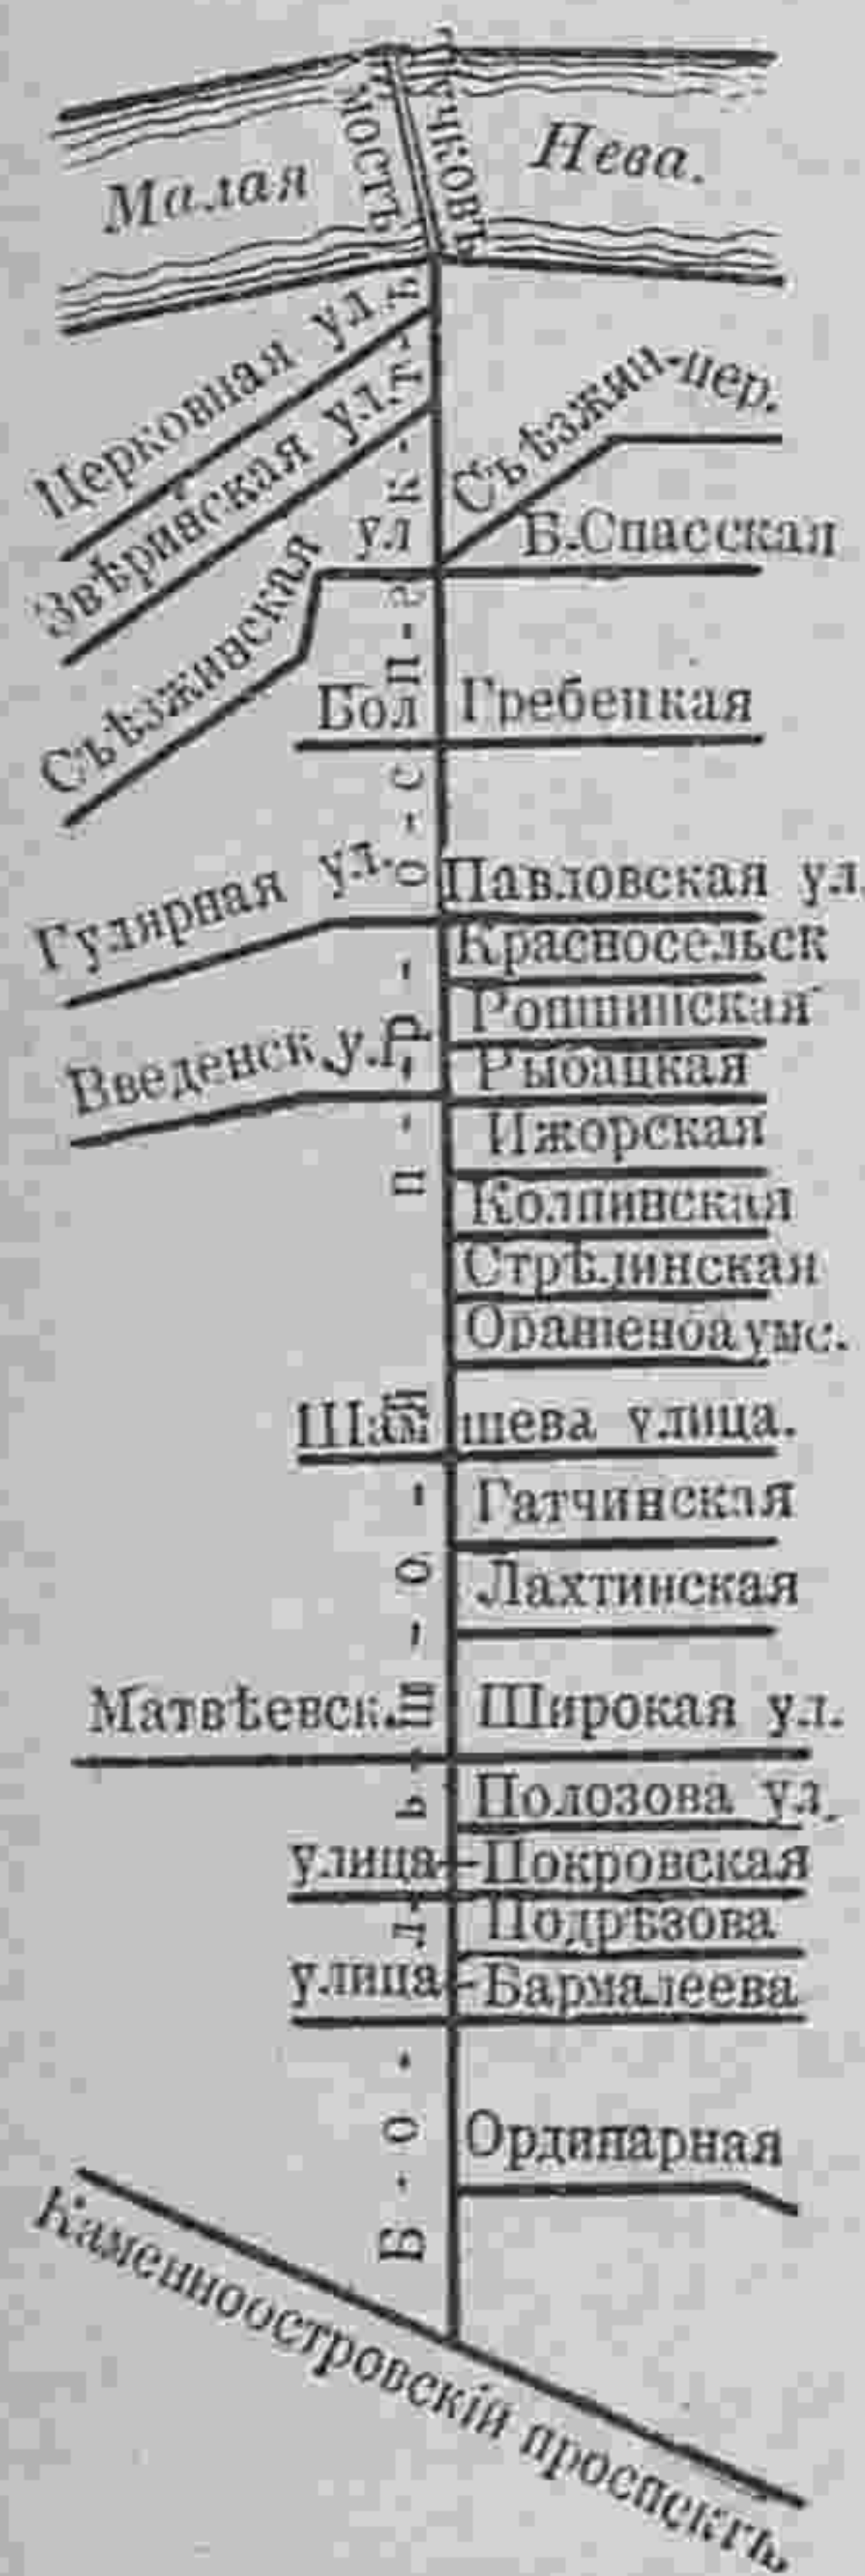 Тучковъ
мостъ
Малая Нева.
Церковная ул.
Звѣринская ул.
Съѣзжин-пер.
Съѣзжинская ул
Б.Спасская
Бол Гребецкая
Гулярная ул.
Павловская ул
Красносельск
Ропшинская
Введенск.ул.
Рыбацкая
Ижорская
Колпинская
Стрѣлинская
Ораніенбаумс.
Шамшева улица.
Гатчинская
Лахтинская
Матвѣевск.
Широкая ул.
Полозова ул.
улица-Покровская
Подрѣзова
улица-Бармалеева
Ординарная
Б-о-л-ь-ш-о-й п-р-о-с-п-е-к-т-ъ
Каменноостровскій проспектъ.